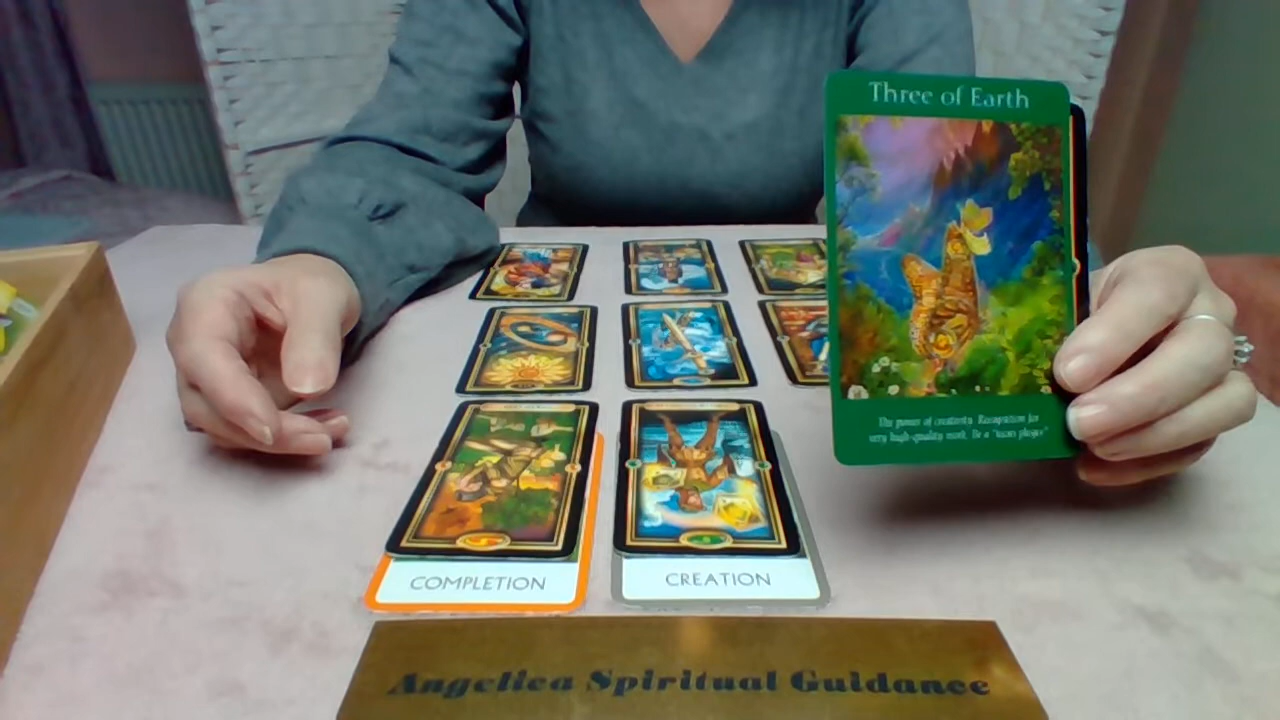 Three of Earth
The power of creativity. Recognition for
very high-quality work. Be a "team player"
COMPLETION
CREATION
Angelica Spiritual Guidance